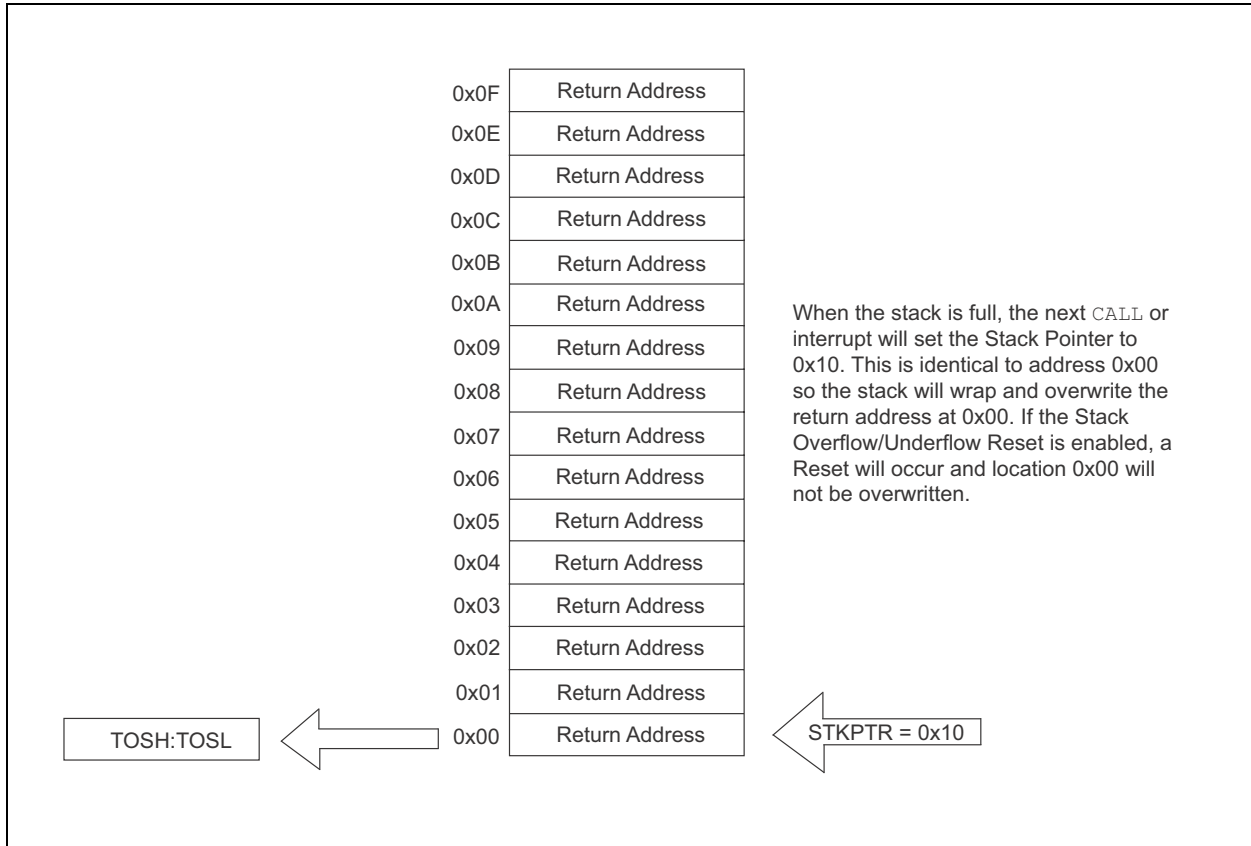 0x0F Return Address
0x0E Return Address
0x0D Return Address
0x0C Return Address
0x0B Return Address
0x0A Return Address
0x09 Return Address
0x08 Return Address
0x07 Return Address
0x06 Return Address
0x05 Return Address
0x04 Return Address
0x03 Return Address
0x02 Return Address
0x01 Return Address
TOSH:TOSL 0x00 Return Address STKPTR = 0x10
When the stack is full, the next CALL or
interrupt will set the Stack Pointer to
0x10. This is identical to address 0x00
so the stack will wrap and overwrite the
return address at 0x00. If the Stack
Overflow/Underflow Reset is enabled, a
Reset will occur and location 0x00 will
not be overwritten.